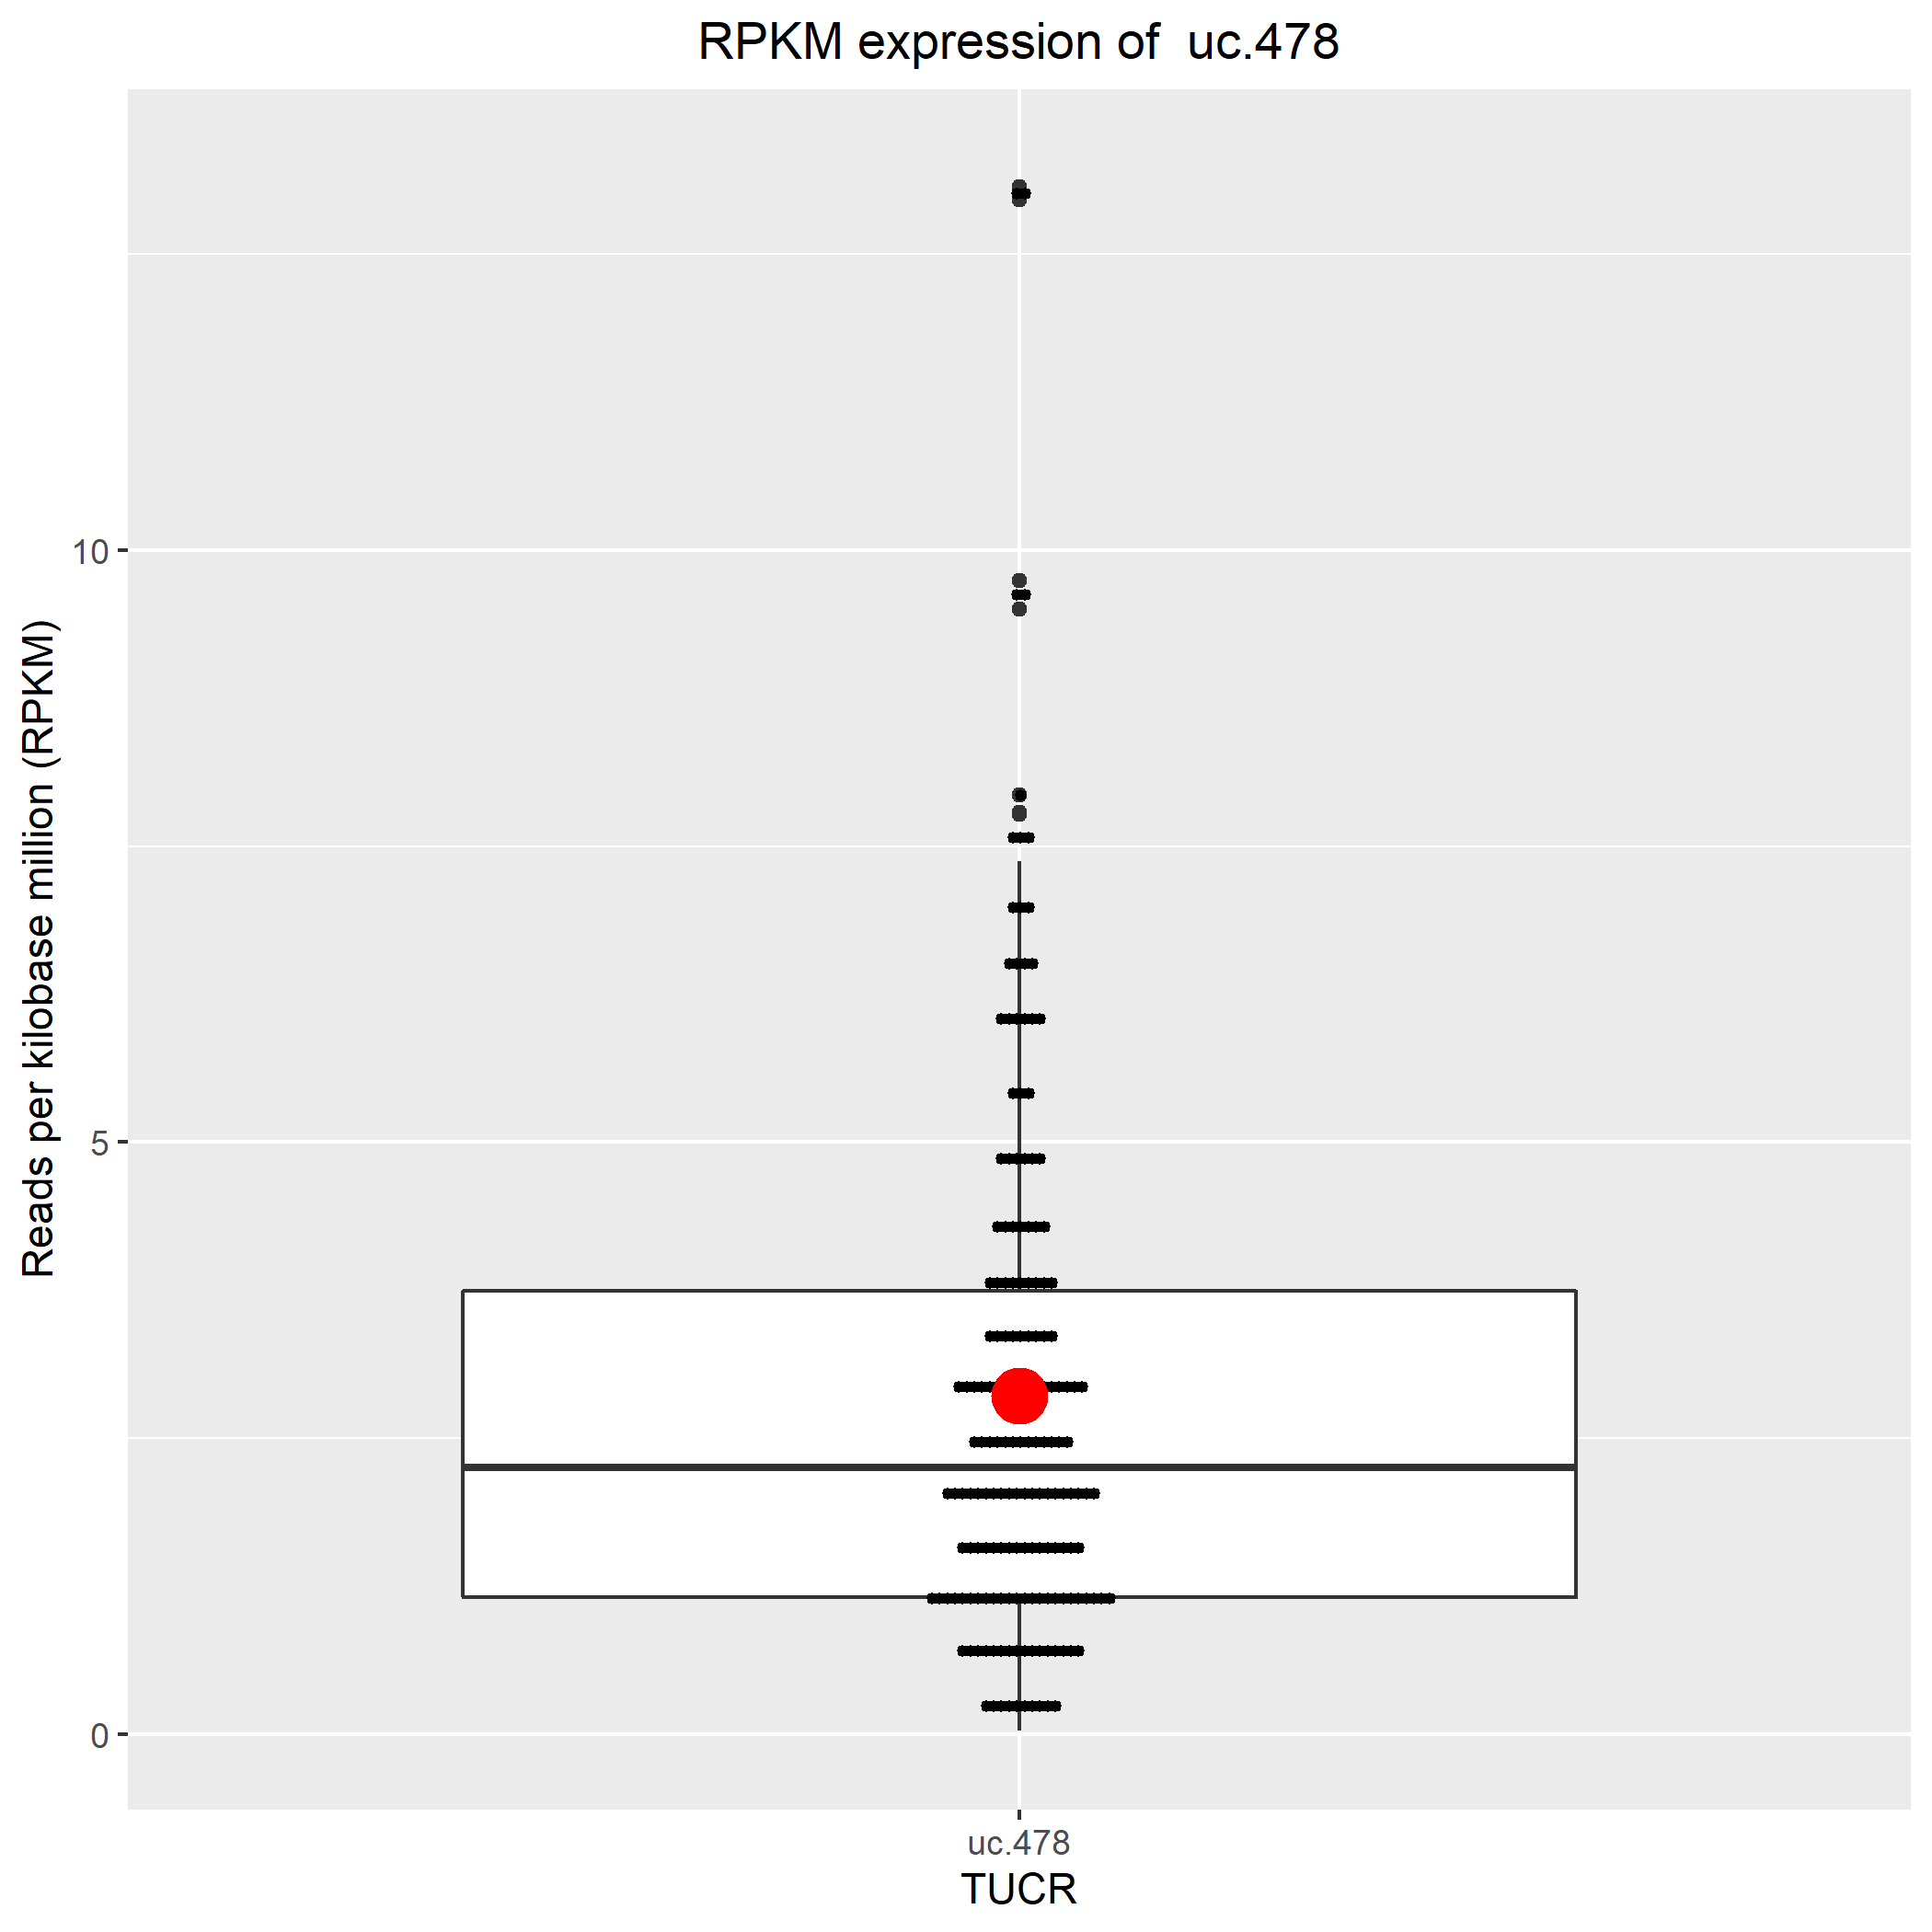 RPKM expression of  uc.478
Reads per kilobase million (RPKM)
10
5
0
uc.478
TUCR